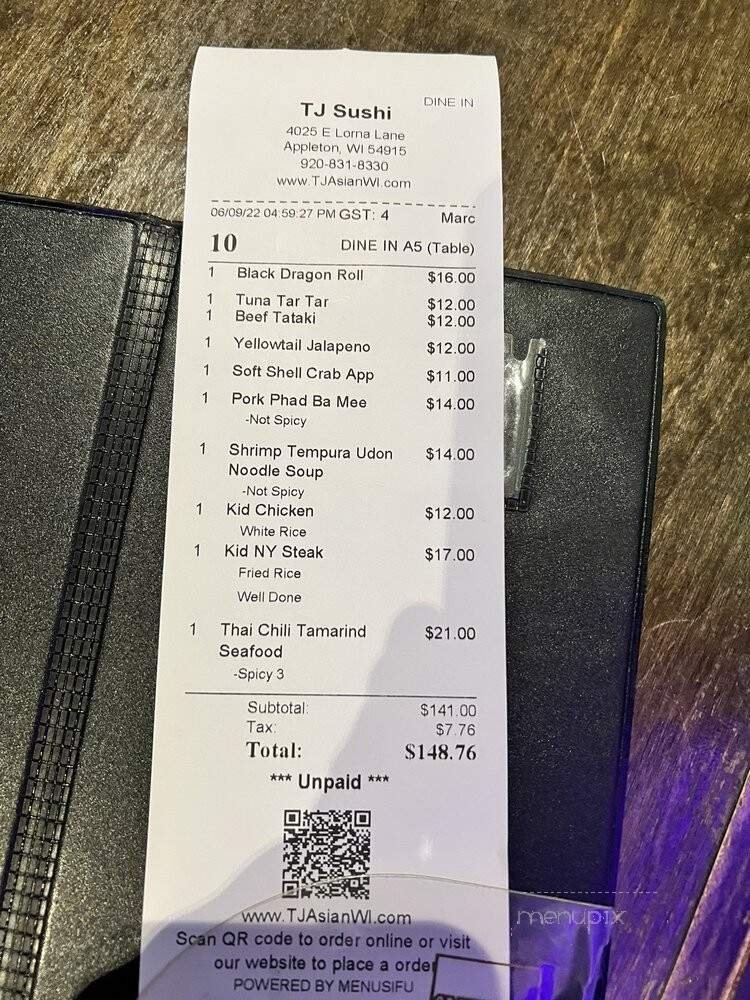 DINE IN
TJ Sushi
4025 E Lorna Lane
Appleton, WI 54915
920-831-8330
www.TJAsianWI.com
06/09/22 04:59:27 PM GST: 4 Marc
10 DINE IN A5 (Table)
1 Black Dragon Roll $16.00
1 Tuna Tar Tar $12.00
1 Beef Tataki $12.00
1 Yellowtail Jalapeno $12.00
1 Soft Shell Crab App $11.00
1 Pork Phad Ba Mee $14.00
-Not Spicy
1 Shrimp Tempura Udon $14.00
Noodle Soup
-Not Spicy
1 Kid Chicken $12.00
White Rice
1 Kid NY Steak $17.00
Fried Rice
Well Done
1 Thai Chili Tamarind $21.00
Seafood
-Spicy 3
Subtotal: $141.00
Tax: $7.76
Total: $148.76
*** Unpaid ***
www.TJAsianWI.com
menupix
Scan QR code to order online or visit
our website to place a order
POWERED BY MENUSIFU